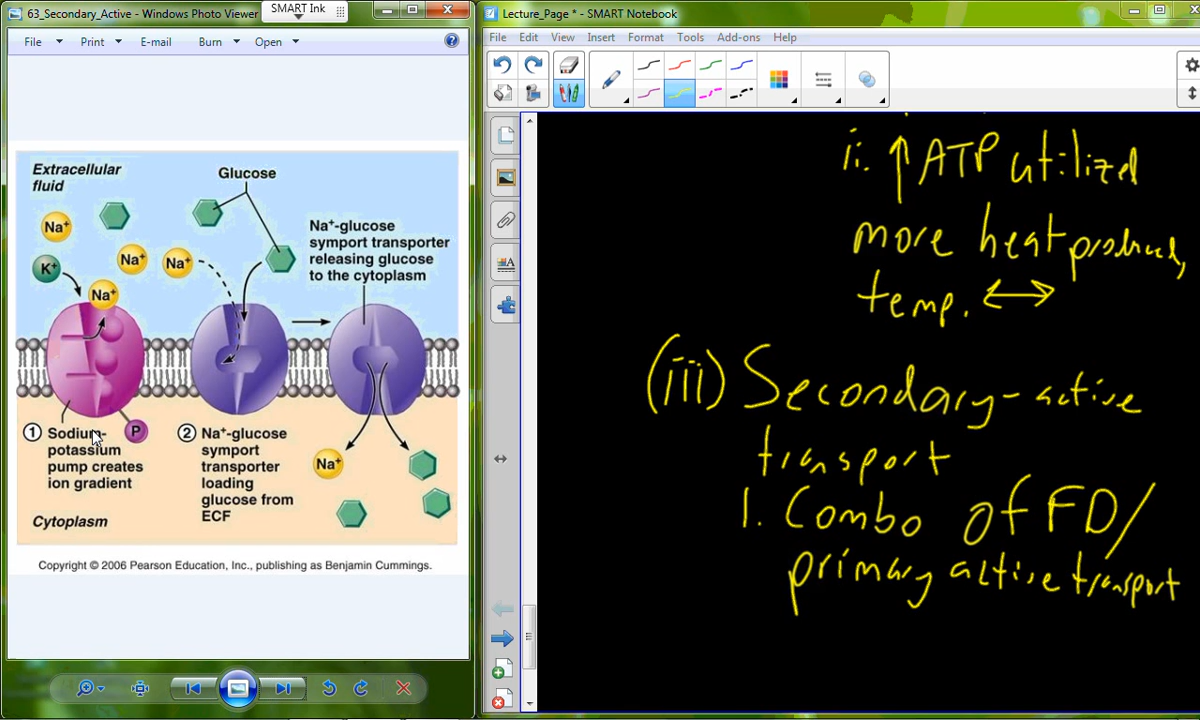 63_Secondary_Active - Windows Photo Viewer
SMART Ink
File Print E-mail Burn Open
Extracellular
fluid
Glucose
Na⁺
Na⁺
Na⁺
K⁺
Na⁺
Na⁺-glucose
symport transporter
releasing glucose
to the cytoplasm
P
1 Sodium-
potassium
pump creates
ion gradient
2 Na⁺-glucose
symport
transporter
loading
glucose from
ECF
Na⁺
Cytoplasm
Copyright © 2006 Pearson Education, Inc., publishing as Benjamin Cummings.
Lecture_Page * - SMART Notebook
File Edit View Insert Format Tools Add-ons Help
ii. ↑ ATP utilized
more heat produced,
temp. ↔
(iii) Secondary-active
transport
1. Combo of FD/
primary active transport